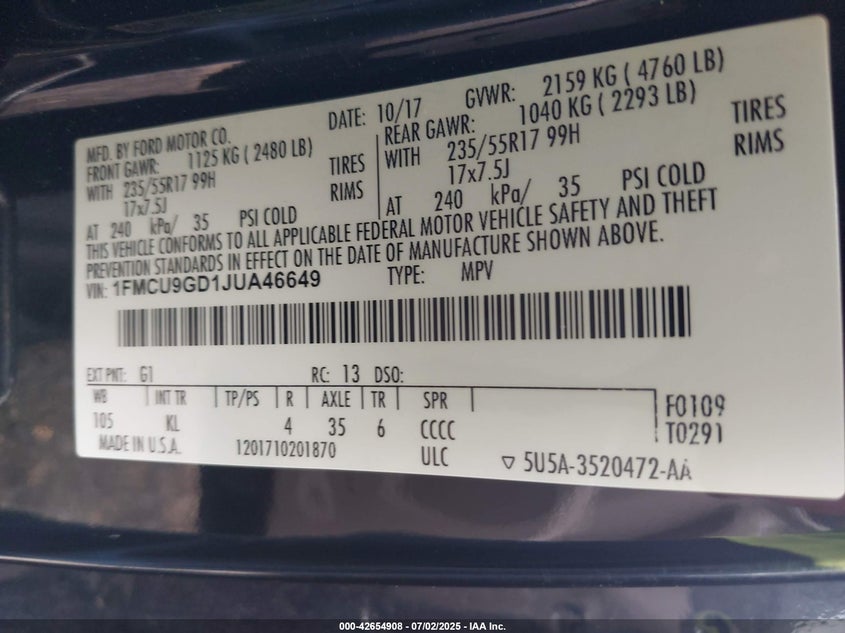 MFD. BY FORD MOTOR CO. DATE: 10/17 GVWR: 2159 KG ( 4760 LB)
FRONT GAWR: 1125 KG ( 2480 LB) REAR GAWR: 1040 KG ( 2293 LB)
WITH 235/55R17 99H TIRES WITH 235/55R17 99H TIRES
17x7.5J RIMS 17x7.5J RIMS
AT 240 kPa/ 35 PSI COLD AT 240 kPa/ 35 PSI COLD
THIS VEHICLE CONFORMS TO ALL APPLICABLE FEDERAL MOTOR VEHICLE SAFETY AND THEFT
PREVENTION STANDARDS IN EFFECT ON THE DATE OF MANUFACTURE SHOWN ABOVE.
VIN: 1FMCU9GD1JUA46649 TYPE: MPV
EXT PNT: G1 RC: 13 DSO:
WB INT TR TP/PS R AXLE TR SPR F0109
105 KL 4 35 6 CCCC T0291
MADE IN U.S.A. 1201710201870 ULC 5U5A-3520472-AA
000-42654908 - 07/02/2025 - IAA Inc.